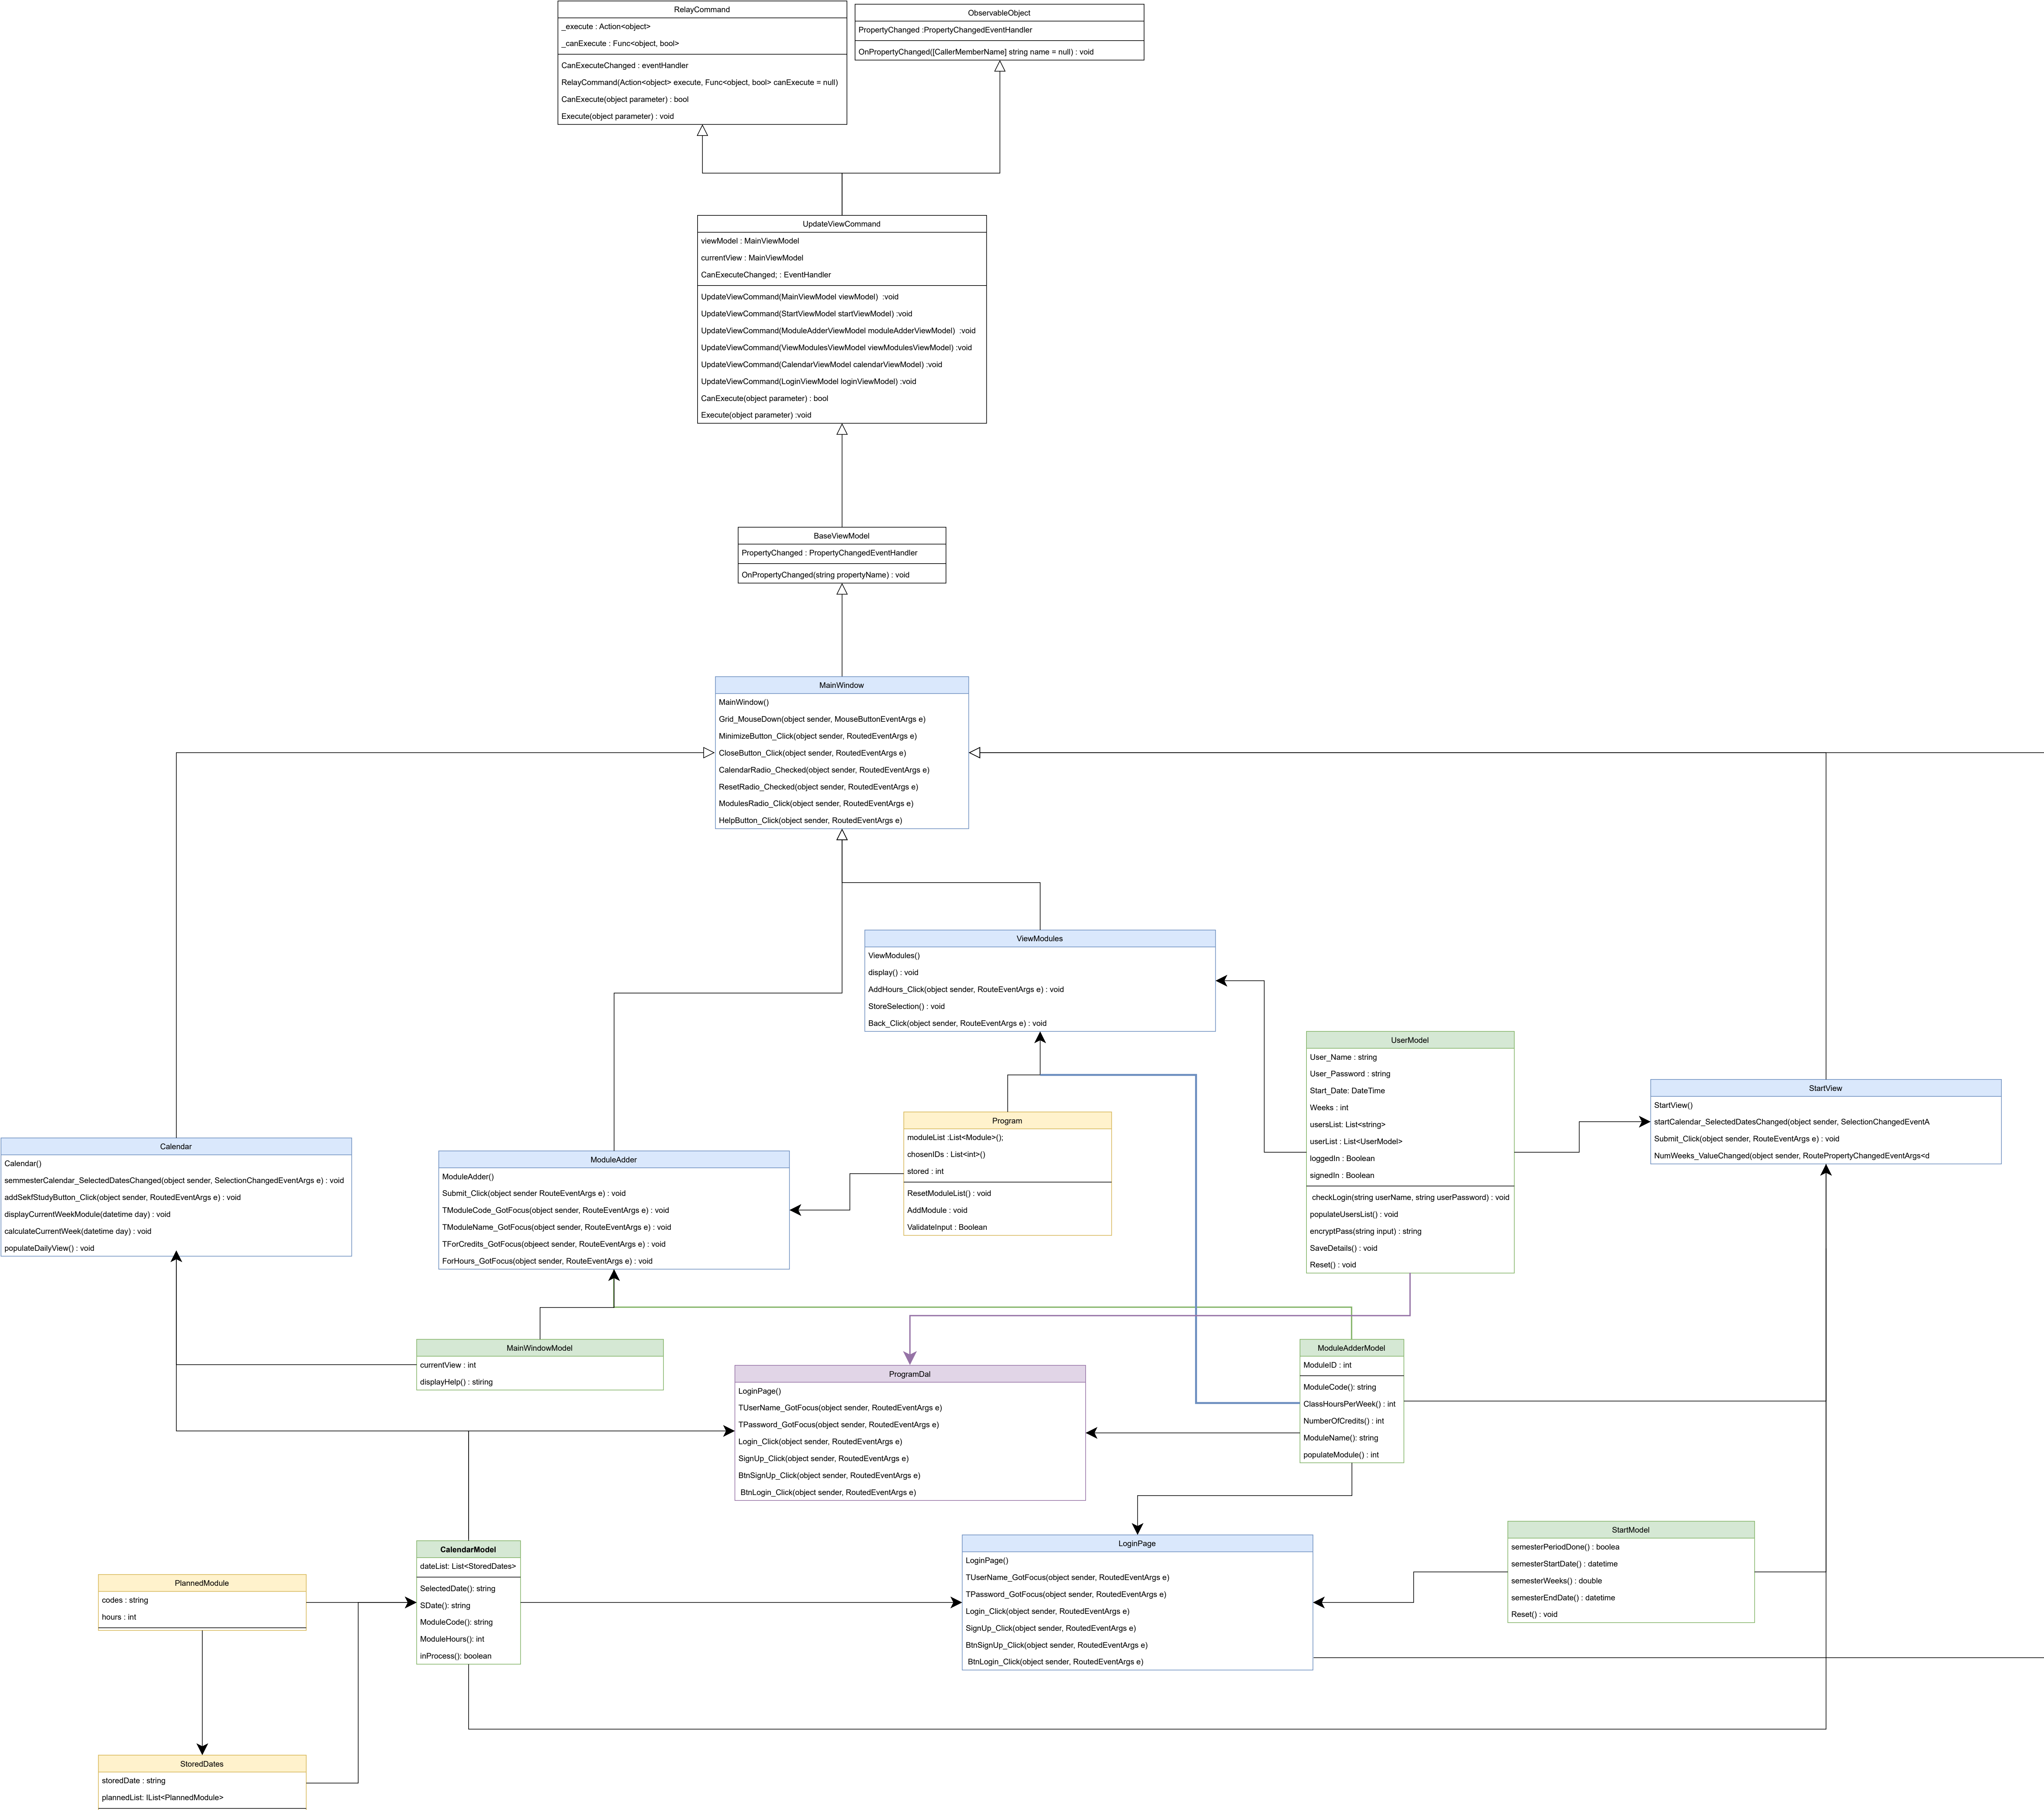 RelayCommand
_execute : Action<object>
_canExecute : Func<object, bool>
CanExecuteChanged : eventHandler
RelayCommand(Action<object> execute, Func<object, bool> canExecute = null)
CanExecute(object parameter) : bool
Execute(object parameter) : void
ObservableObject
PropertyChanged :PropertyChangedEventHandler
OnPropertyChanged([CallerMemberName] string name = null) : void
UpdateViewCommand
viewModel : MainViewModel
currentView : MainViewModel
CanExecuteChanged; : EventHandler
UpdateViewCommand(MainViewModel viewModel)  :void
UpdateViewCommand(StartViewModel startViewModel) :void
UpdateViewCommand(ModuleAdderViewModel moduleAdderViewModel)  :void
UpdateViewCommand(ViewModulesViewModel viewModulesViewModel) :void
UpdateViewCommand(CalendarViewModel calendarViewModel) :void
UpdateViewCommand(LoginViewModel loginViewModel) :void
CanExecute(object parameter) : bool
Execute(object parameter) :void
BaseViewModel
PropertyChanged : PropertyChangedEventHandler
OnPropertyChanged(string propertyName) : void
MainWindow
MainWindow()
Grid_MouseDown(object sender, MouseButtonEventArgs e)
MinimizeButton_Click(object sender, RoutedEventArgs e)
CloseButton_Click(object sender, RoutedEventArgs e)
CalendarRadio_Checked(object sender, RoutedEventArgs e)
ResetRadio_Checked(object sender, RoutedEventArgs e)
ModulesRadio_Click(object sender, RoutedEventArgs e)
HelpButton_Click(object sender, RoutedEventArgs e)
ViewModules
ViewModules()
display() : void
AddHours_Click(object sender, RouteEventArgs e) : void
StoreSelection() : void
Back_Click(object sender, RouteEventArgs e) : void
UserModel
User_Name : string
User_Password : string
Start_Date: DateTime
Weeks : int
usersList: List<string>
userList : List<UserModel>
loggedIn : Boolean
signedIn : Boolean
checkLogin(string userName, string userPassword) : void
populateUsersList() : void
encryptPass(string input) : string
SaveDetails() : void
Reset() : void
StartView
StartView()
startCalendar_SelectedDatesChanged(object sender, SelectionChangedEventA
Submit_Click(object sender, RouteEventArgs e) : void
NumWeeks_ValueChanged(object sender, RoutePropertyChangedEventArgs<d
Program
moduleList :List<Module>();
chosenIDs : List<int>()
stored : int
ResetModuleList() : void
AddModule : void
ValidateInput : Boolean
Calendar
Calendar()
semmesterCalendar_SelectedDatesChanged(object sender, SelectionChangedEventArgs e) : void
addSekfStudyButton_Click(object sender, RoutedEventArgs e) : void
displayCurrentWeekModule(datetime day) : void
calculateCurrentWeek(datetime day) : void
populateDailyView() : void
ModuleAdder
ModuleAdder()
Submit_Click(object sender RouteEventArgs e) : void
TModuleCode_GotFocus(object sender, RouteEventArgs e) : void
TModuleName_GotFocus(object sender, RouteEventArgs e) : void
TForCredits_GotFocus(objeect sender, RouteEventArgs e) : void
ForHours_GotFocus(object sender, RouteEventArgs e) : void
MainWindowModel
currentView : int
displayHelp() : stiring
ProgramDal
LoginPage()
TUserName_GotFocus(object sender, RoutedEventArgs e)
TPassword_GotFocus(object sender, RoutedEventArgs e)
Login_Click(object sender, RoutedEventArgs e)
SignUp_Click(object sender, RoutedEventArgs e)
BtnSignUp_Click(object sender, RoutedEventArgs e)
BtnLogin_Click(object sender, RoutedEventArgs e)
ModuleAdderModel
ModuleID : int
ModuleCode(): string
ClassHoursPerWeek() : int
NumberOfCredits() : int
ModuleName(): string
populateModule() : int
CalendarModel
dateList: List<StoredDates>
SelectedDate(): string
SDate(): string
ModuleCode(): string
ModuleHours(): int
inProcess(): boolean
LoginPage
LoginPage()
TUserName_GotFocus(object sender, RoutedEventArgs e)
TPassword_GotFocus(object sender, RoutedEventArgs e)
Login_Click(object sender, RoutedEventArgs e)
SignUp_Click(object sender, RoutedEventArgs e)
BtnSignUp_Click(object sender, RoutedEventArgs e)
BtnLogin_Click(object sender, RoutedEventArgs e)
StartModel
semesterPeriodDone() : boolea
semesterStartDate() : datetime
semesterWeeks() : double
semesterEndDate() : datetime
Reset() : void
PlannedModule
codes : string
hours : int
StoredDates
storedDate : string
plannedList: IList<PlannedModule>